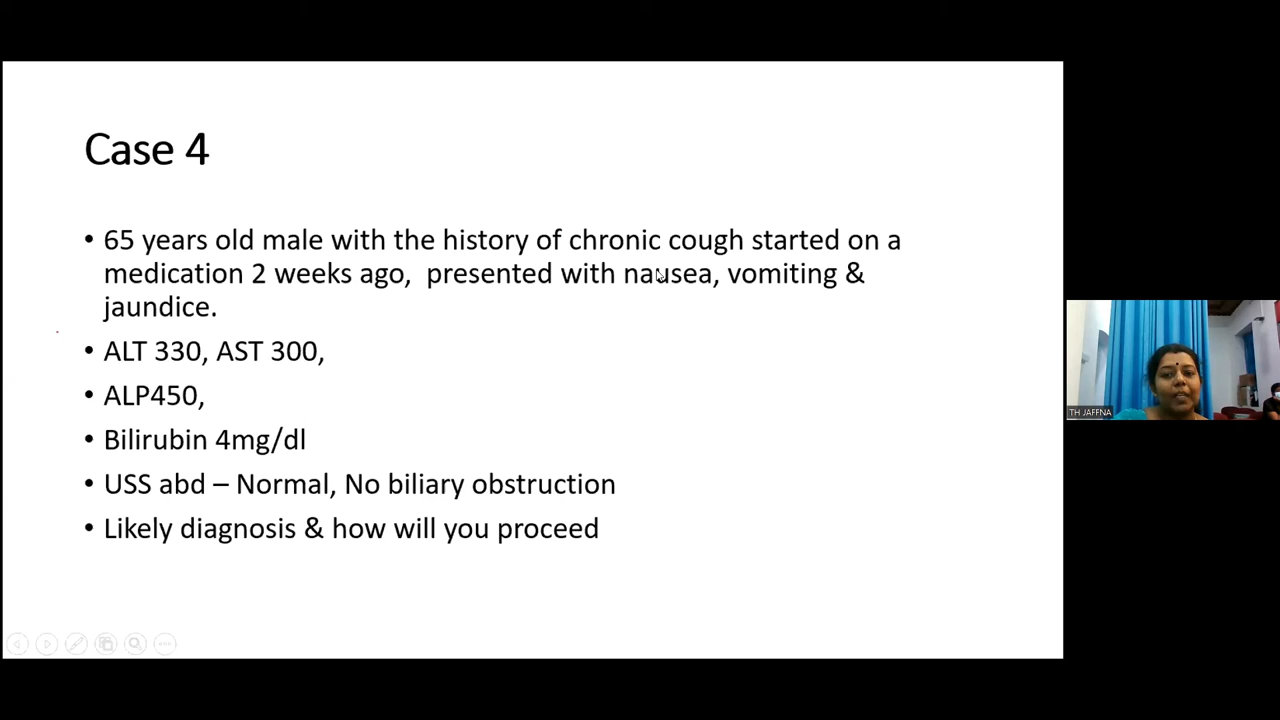 Case 4
• 65 years old male with the history of chronic cough started on a
medication 2 weeks ago,  presented with nausea, vomiting &
jaundice.
• ALT 330, AST 300,
• ALP450,
• Bilirubin 4mg/dl
• USS abd – Normal, No biliary obstruction
• Likely diagnosis & how will you proceed
TH JAFFNA